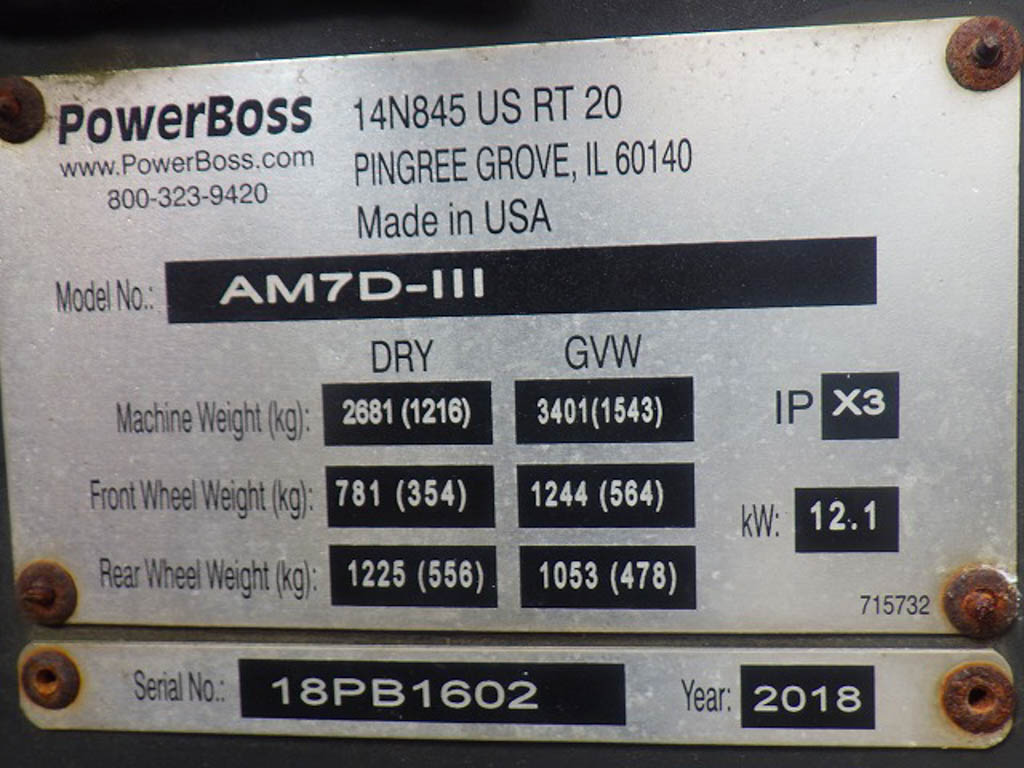 PowerBoss
www.PowerBoss.com
800-323-9420
14N845 US RT 20
PINGREE GROVE, IL 60140
Made in USA
Model No.: AM7D-III
DRY GVW
Machine Weight (kg): 2681 (1216) 3401(1543) IP X3
Front Wheel Weight (kg): 781 (354) 1244 (564) kW: 12.1
Rear Wheel Weight (kg): 1225 (556) 1053 (478)
715732
Serial No.: 18PB1602 Year: 2018